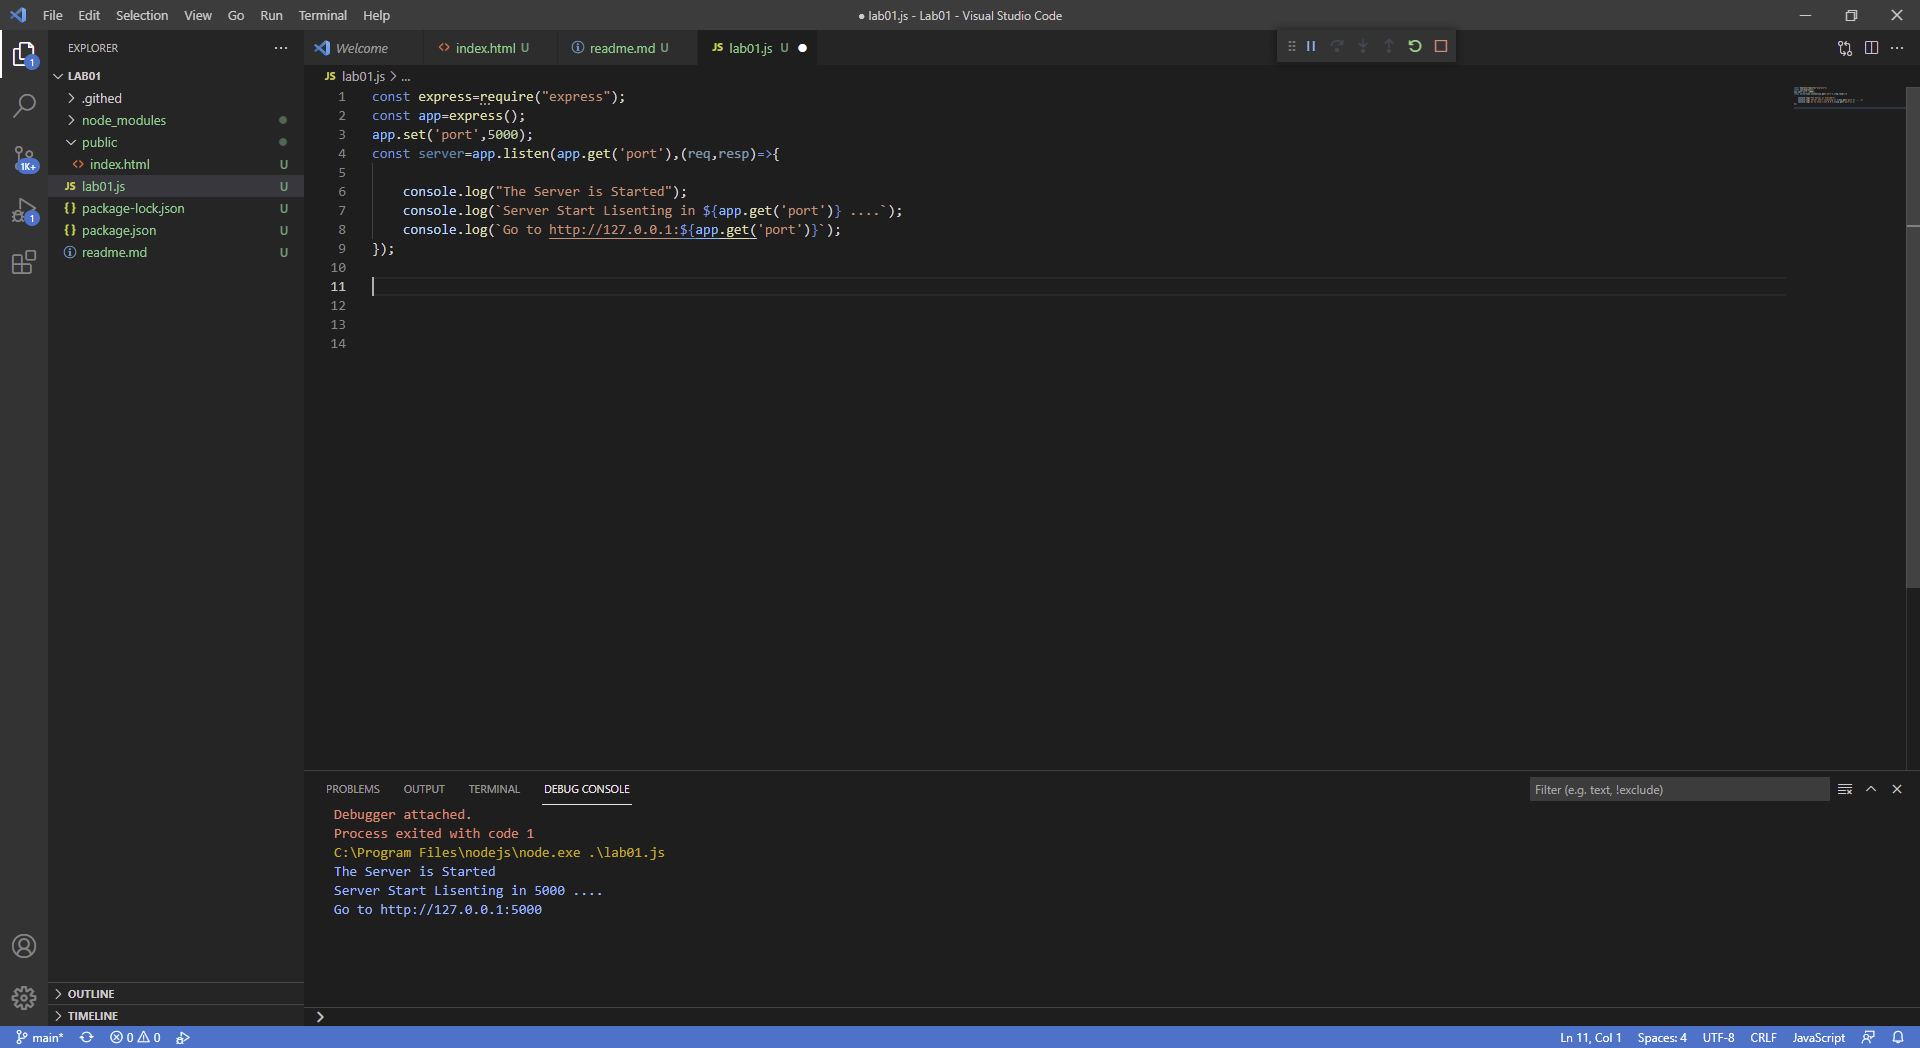 File Edit Selection View Go Run Terminal Help
● lab01.js - Lab01 - Visual Studio Code
EXPLORER
Welcome
index.html U
readme.md U
JS lab01.js U
LAB01
.githed
node_modules
public
index.html U
JS lab01.js U
package-lock.json U
package.json U
readme.md U
OUTLINE
TIMELINE
1
1K+
1
JS lab01.js > ...
1 const express=require("express");
2 const app=express();
3 app.set('port',5000);
4 const server=app.listen(app.get('port'),(req,resp)=>{
5
6 console.log("The Server is Started");
7 console.log(`Server Start Lisenting in ${app.get('port')} ....`);
8 console.log(`Go to http://127.0.0.1:${app.get('port')}`);
9 });
10
11
12
13
14
PROBLEMS OUTPUT TERMINAL DEBUG CONSOLE
Filter (e.g. text, !exclude)
Debugger attached.
Process exited with code 1
C:\Program Files\nodejs\node.exe .\lab01.js
The Server is Started
Server Start Lisenting in 5000 ....
Go to http://127.0.0.1:5000
main* 0 0
Ln 11, Col 1 Spaces: 4 UTF-8 CRLF JavaScript